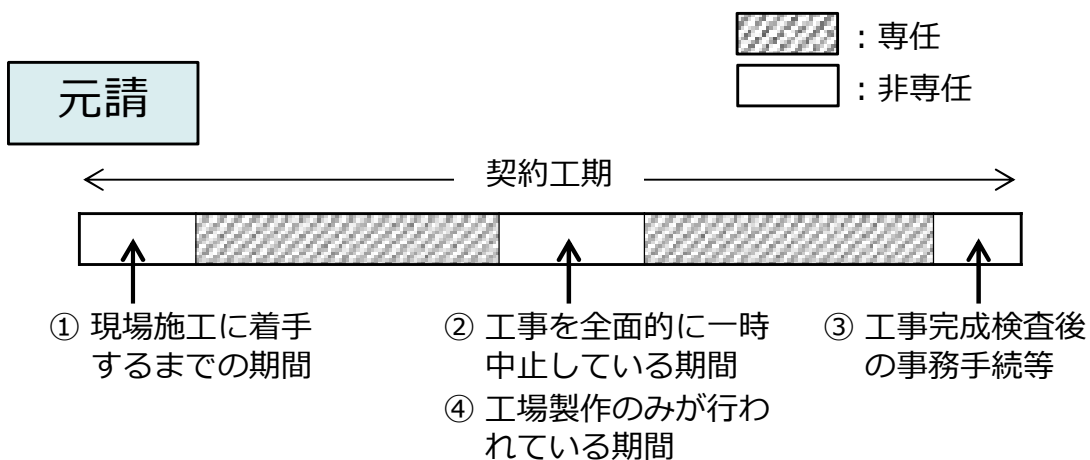 ：専任
：非専任
元請
契約工期
① 現場施工に着手
するまでの期間
② 工事を全面的に一時
中止している期間
④ 工場製作のみが行わ
れている期間
③ 工事完成検査後
の事務手続等